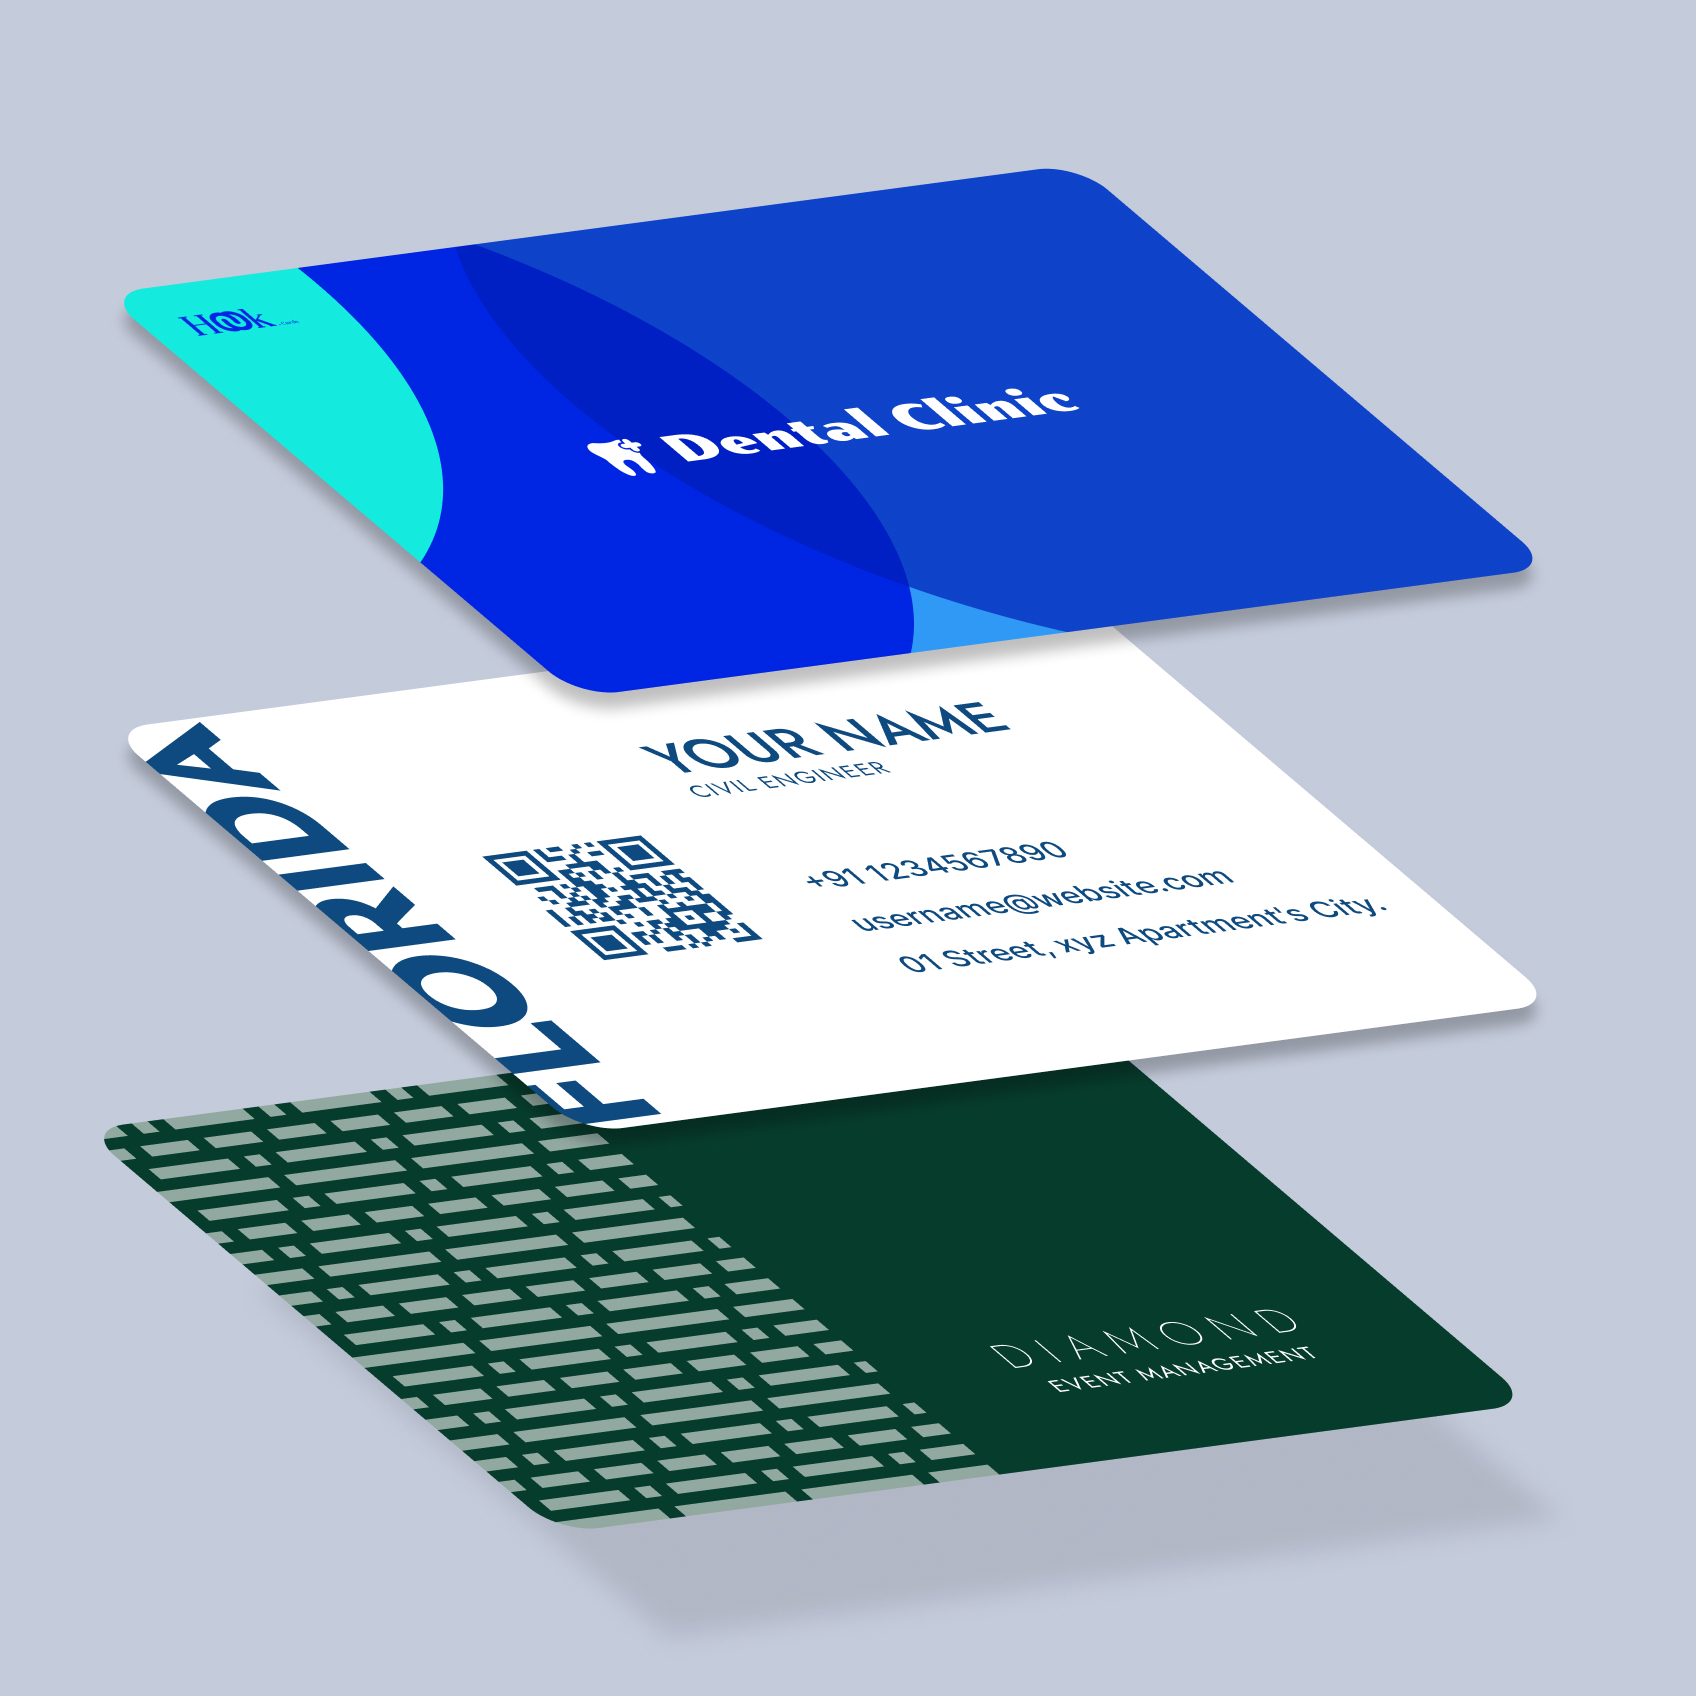 Hook
Dental Clinic
YOUR NAME
CIVIL ENGINEER
+91 1234567890
username@website.com
01 Street, xyz Apartment's City.
FLORIDA
DIAMOND
EVENT MANAGEMENT